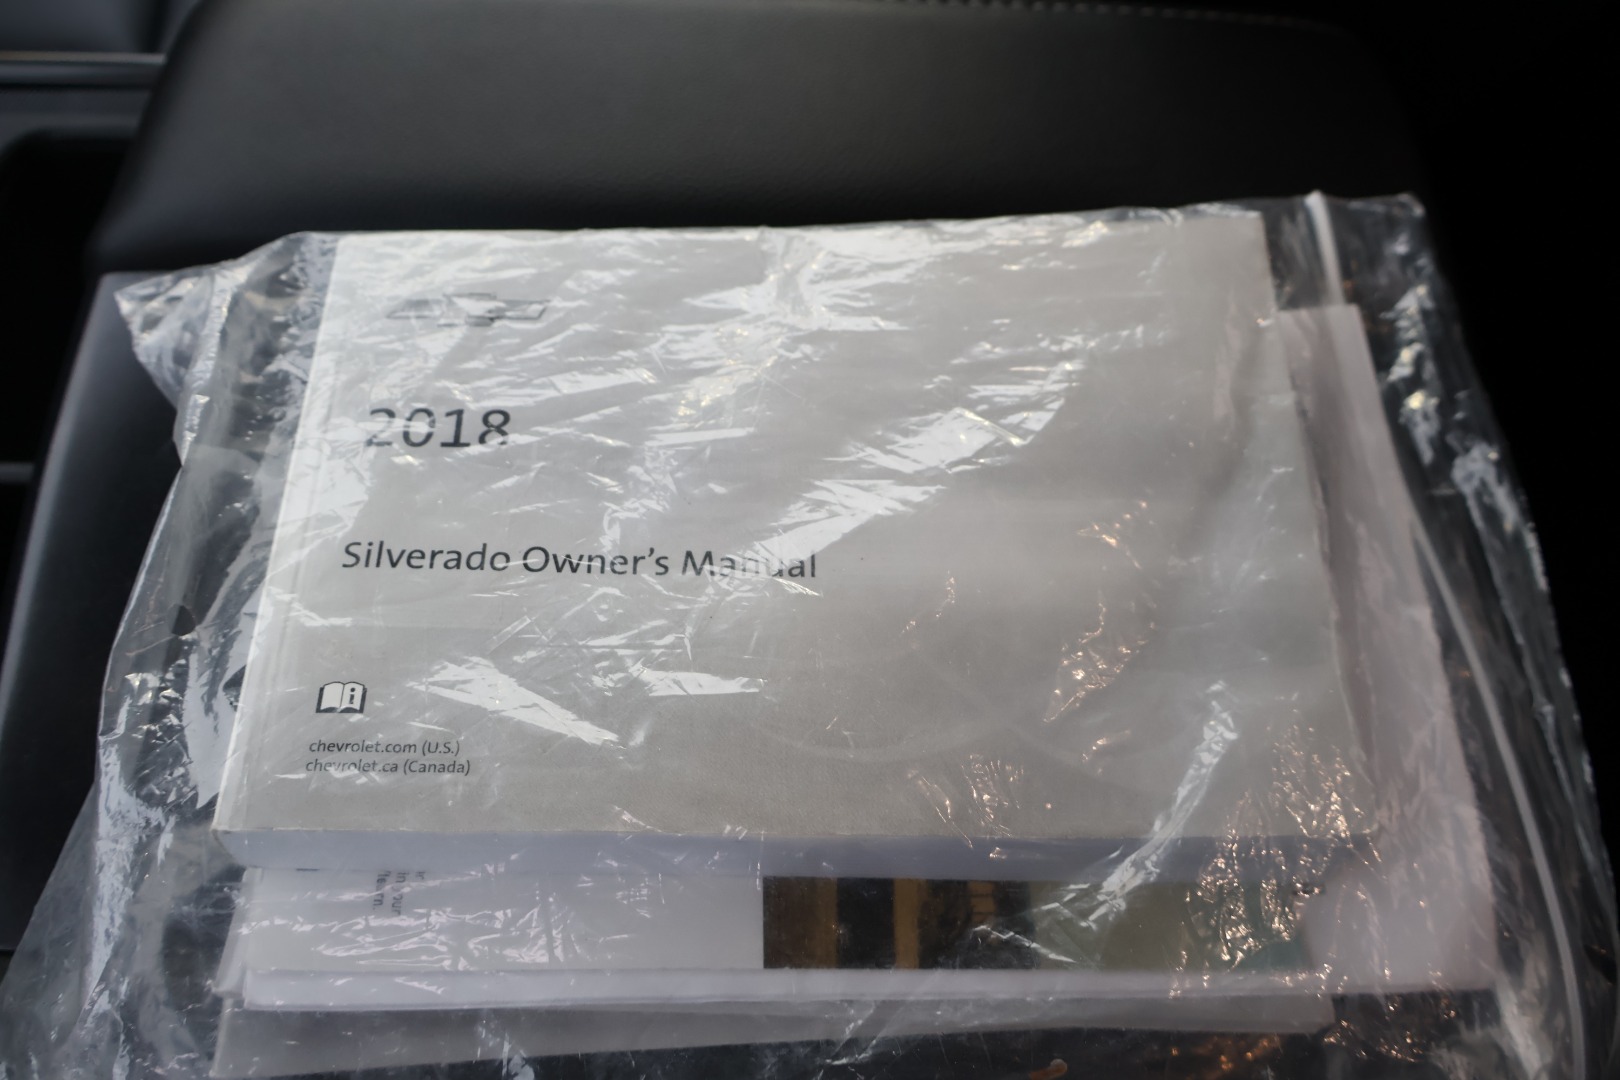 2018
Silverado Owner's Manual
chevrolet.com (U.S.)
chevrolet.ca (Canada)